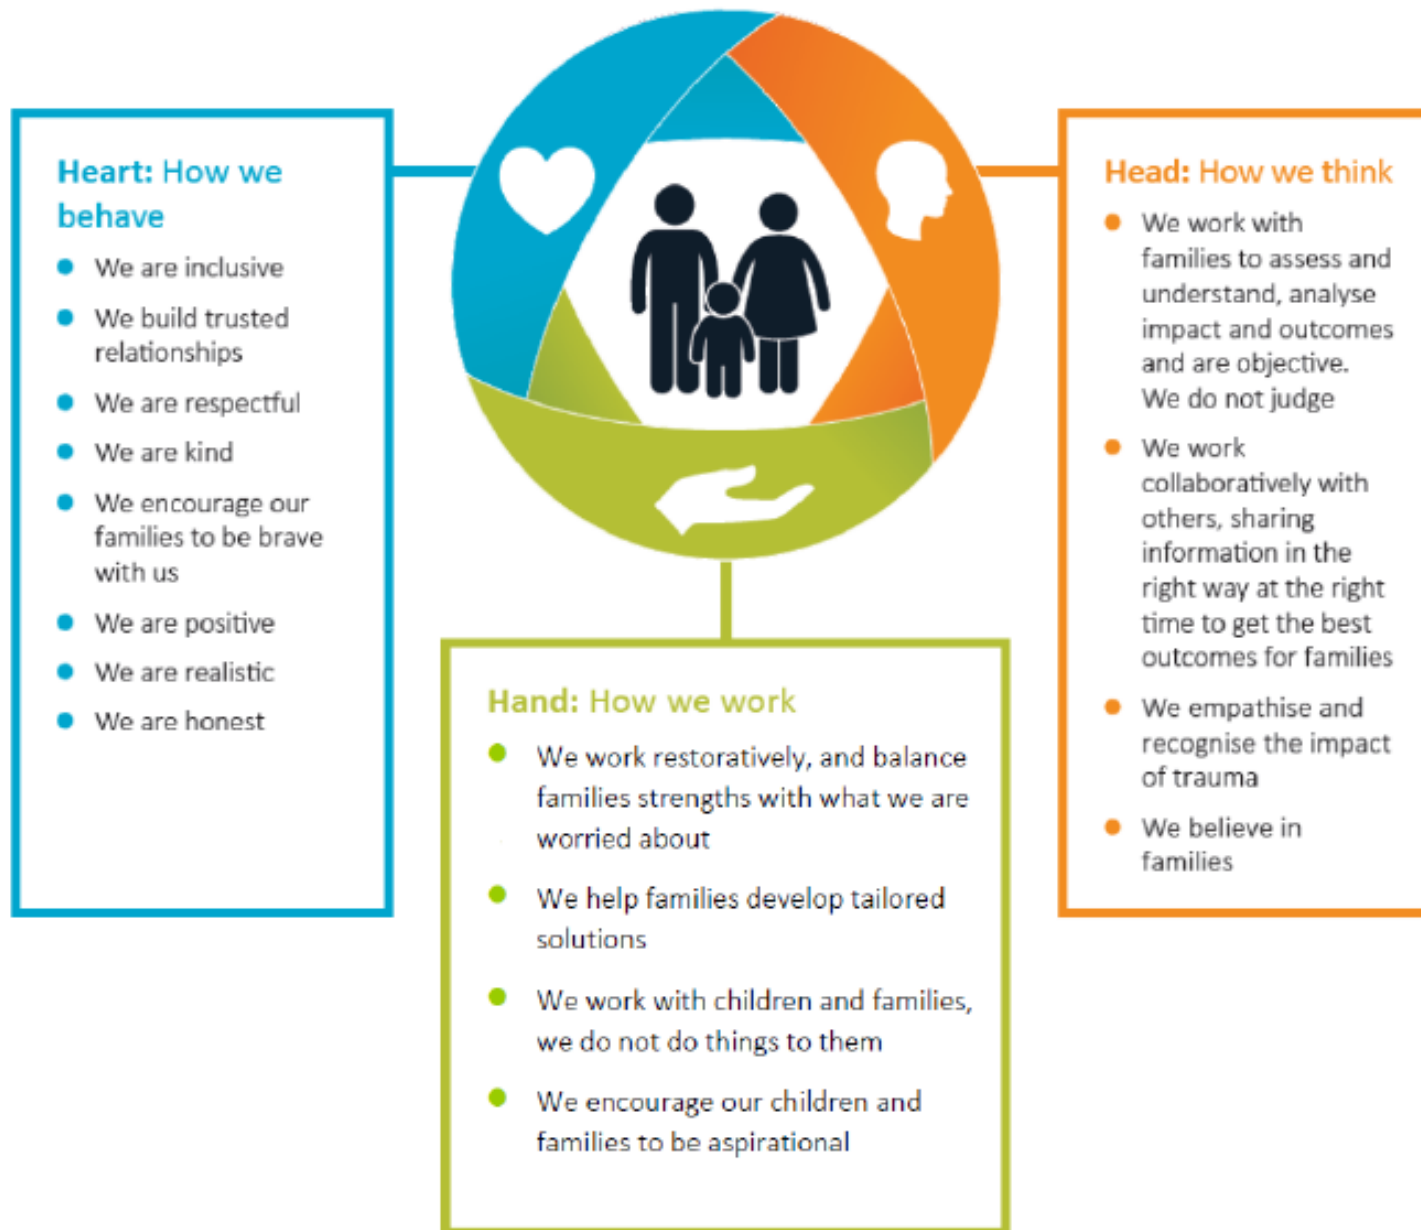 Heart: How we
behave
We are inclusive
We build trusted
relationships
We are respectful
We are kind
We encourage our
families to be brave
with us
We are positive
We are realistic
We are honest
Head: How we think
We work with
families to assess and
understand, analyse
impact and outcomes
and are objective.
We do not judge
We work
collaboratively with
others, sharing
information in the
right way at the right
time to get the best
outcomes for families
We empathise and
recognise the impact
of trauma
We believe in
families
Hand: How we work
We work restoratively, and balance
families strengths with what we are
worried about
We help families develop tailored
solutions
We work with children and families,
we do not do things to them
We encourage our children and
families to be aspirational